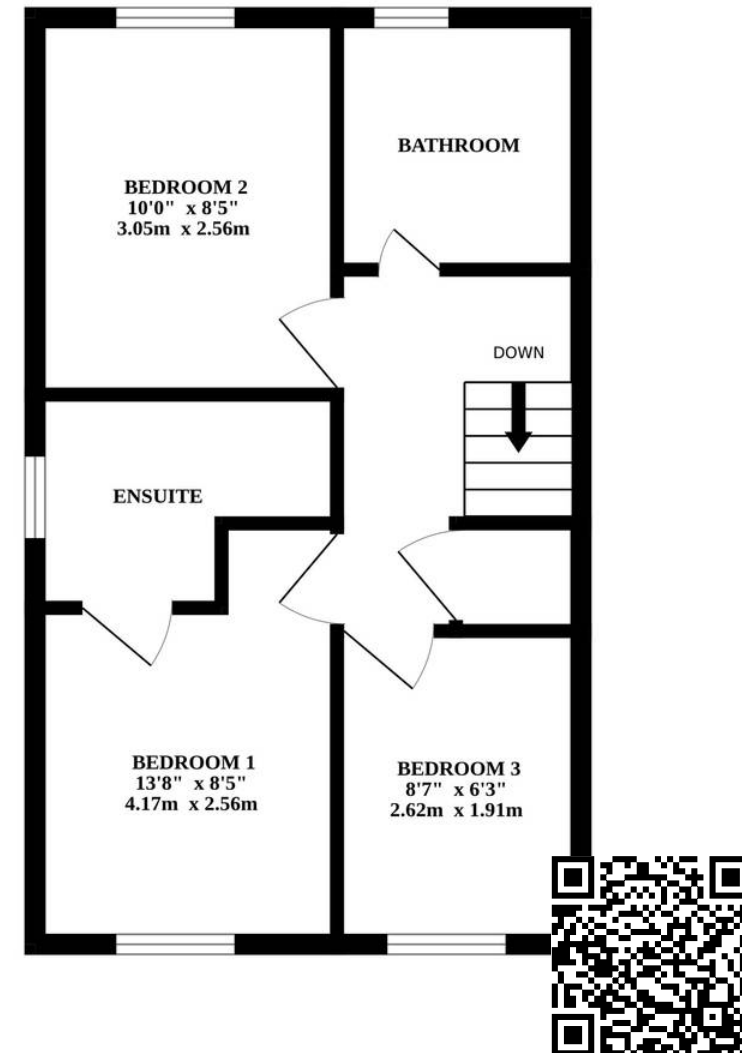 BATHROOM
BEDROOM 2
10'0" x 8'5"
3.05m x 2.56m
DOWN
ENSUITE
BEDROOM 1
13'8" x 8'5"
4.17m x 2.56m
BEDROOM 3
8'7" x 6'3"
2.62m x 1.91m